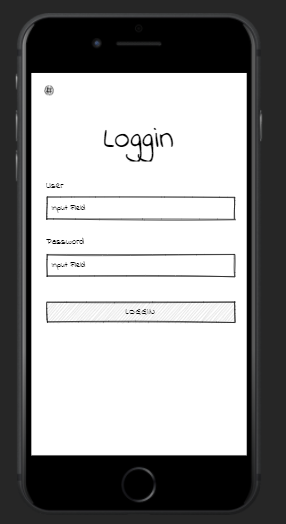 Loggin
User
Input Field
Password
Input Field
LOGGIN